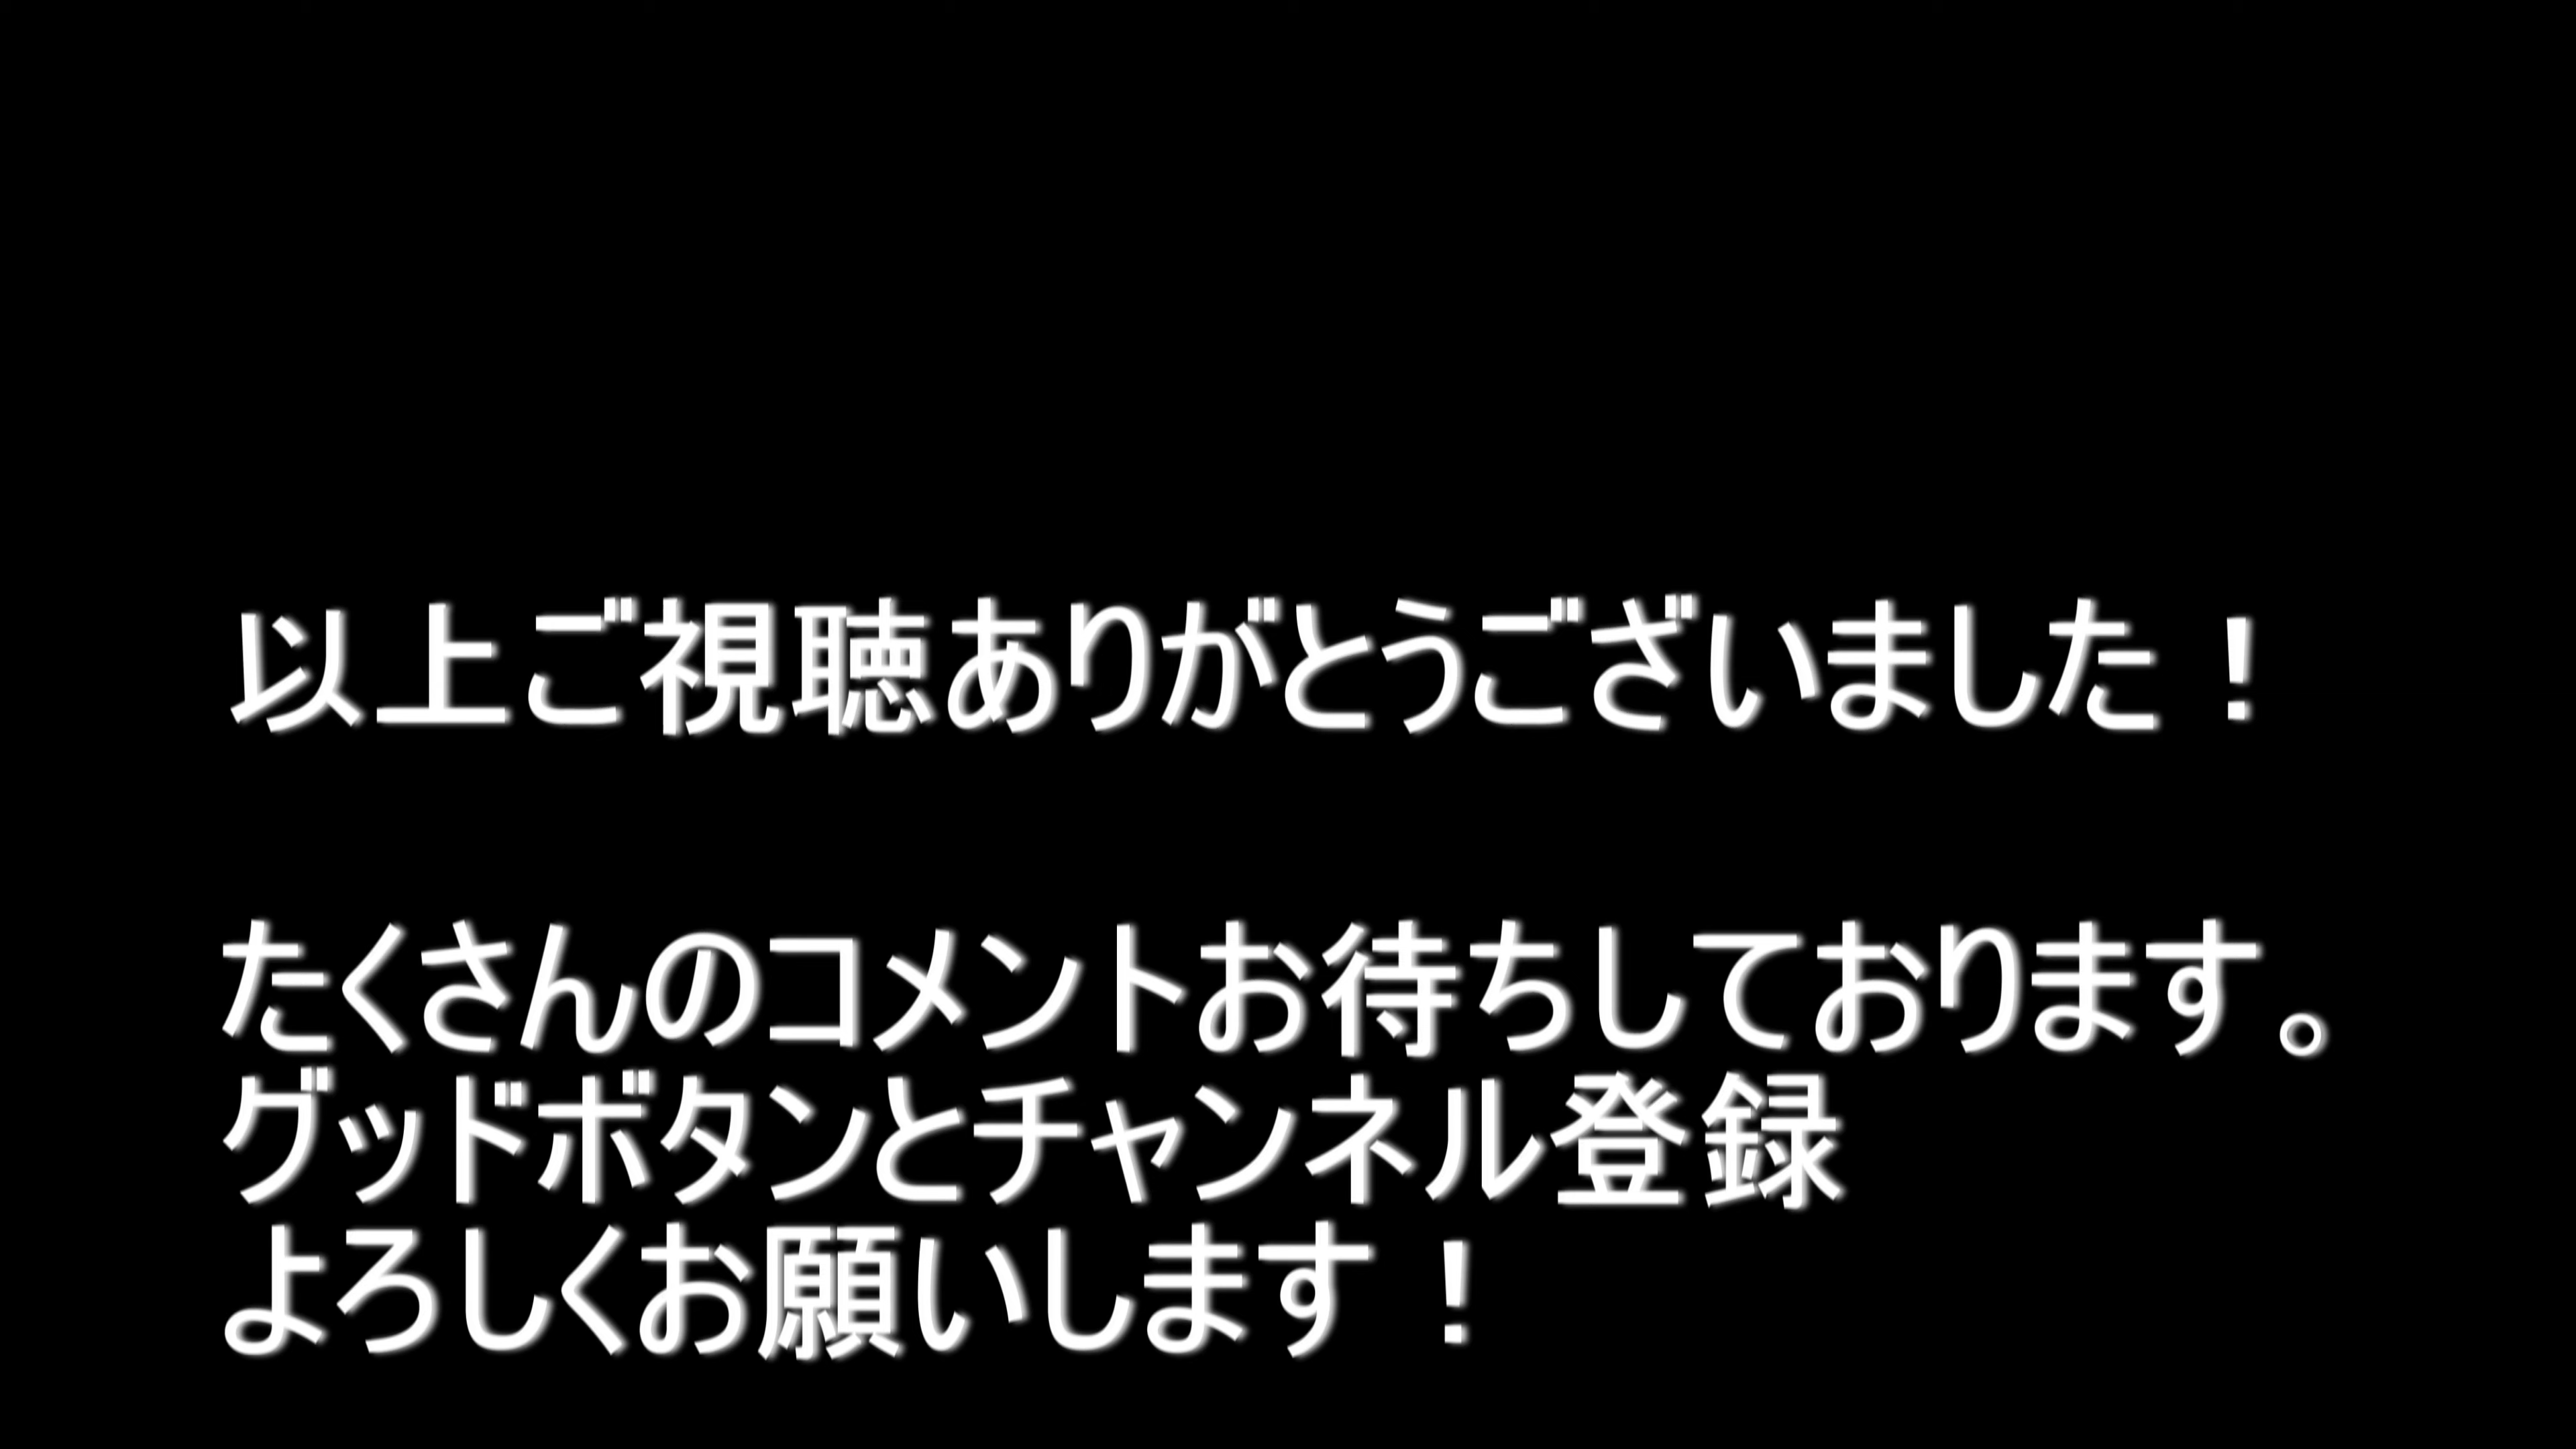 以上ご視聴ありがとうございました！
たくさんのコメントお待ちしております。
グッドボタンとチャンネル登録
よろしくお願いします！